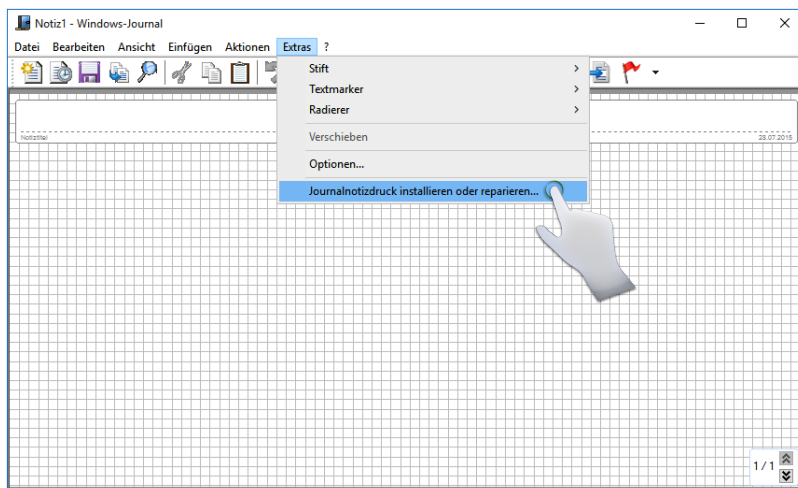 Notiz1 - Windows-Journal
Datei Bearbeiten Ansicht Einfügen Aktionen Extras ?
Stift
Textmarker
Radierer
Verschieben
Optionen...
Journalnotizdruck installieren oder reparieren...
Notiztitel
28.07.2015
1 / 1